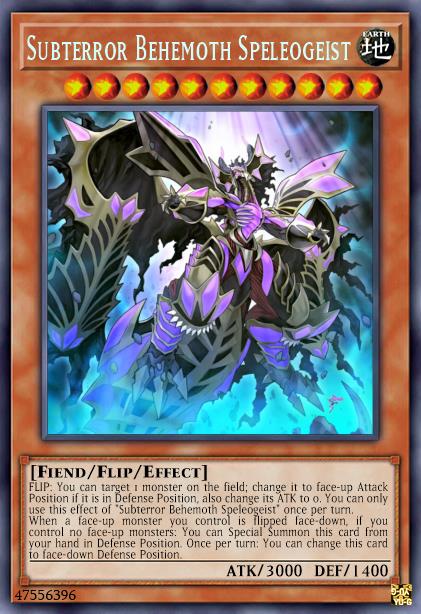 SUBTERROR BEHEMOTH SPELEOGEIST
EARTH
地
[FIEND/FLIP/EFFECT]
FLIP: You can target 1 monster on the field; change it to face-up Attack
Position if it is in Defense Position, also change its ATK to 0. You can only
use this effect of "Subterror Behemoth Speleogeist" once per turn.
When a face-up monster you control is flipped face-down, if you
control no face-up monsters: You can Special Summon this card from
your hand in Defense Position. Once per turn: You can change this card
to face-down Defense Position.
ATK/3000 DEF/1400
47556396